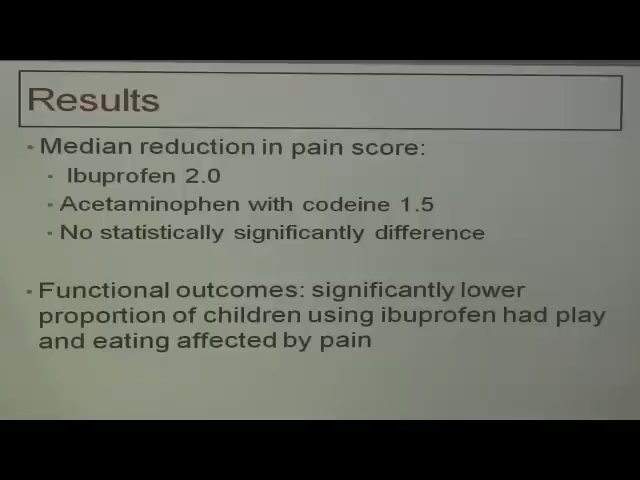 Results
• Median reduction in pain score:
• Ibuprofen 2.0
• Acetaminophen with codeine 1.5
• No statistically significantly difference
• Functional outcomes: significantly lower
proportion of children using ibuprofen had play
and eating affected by pain